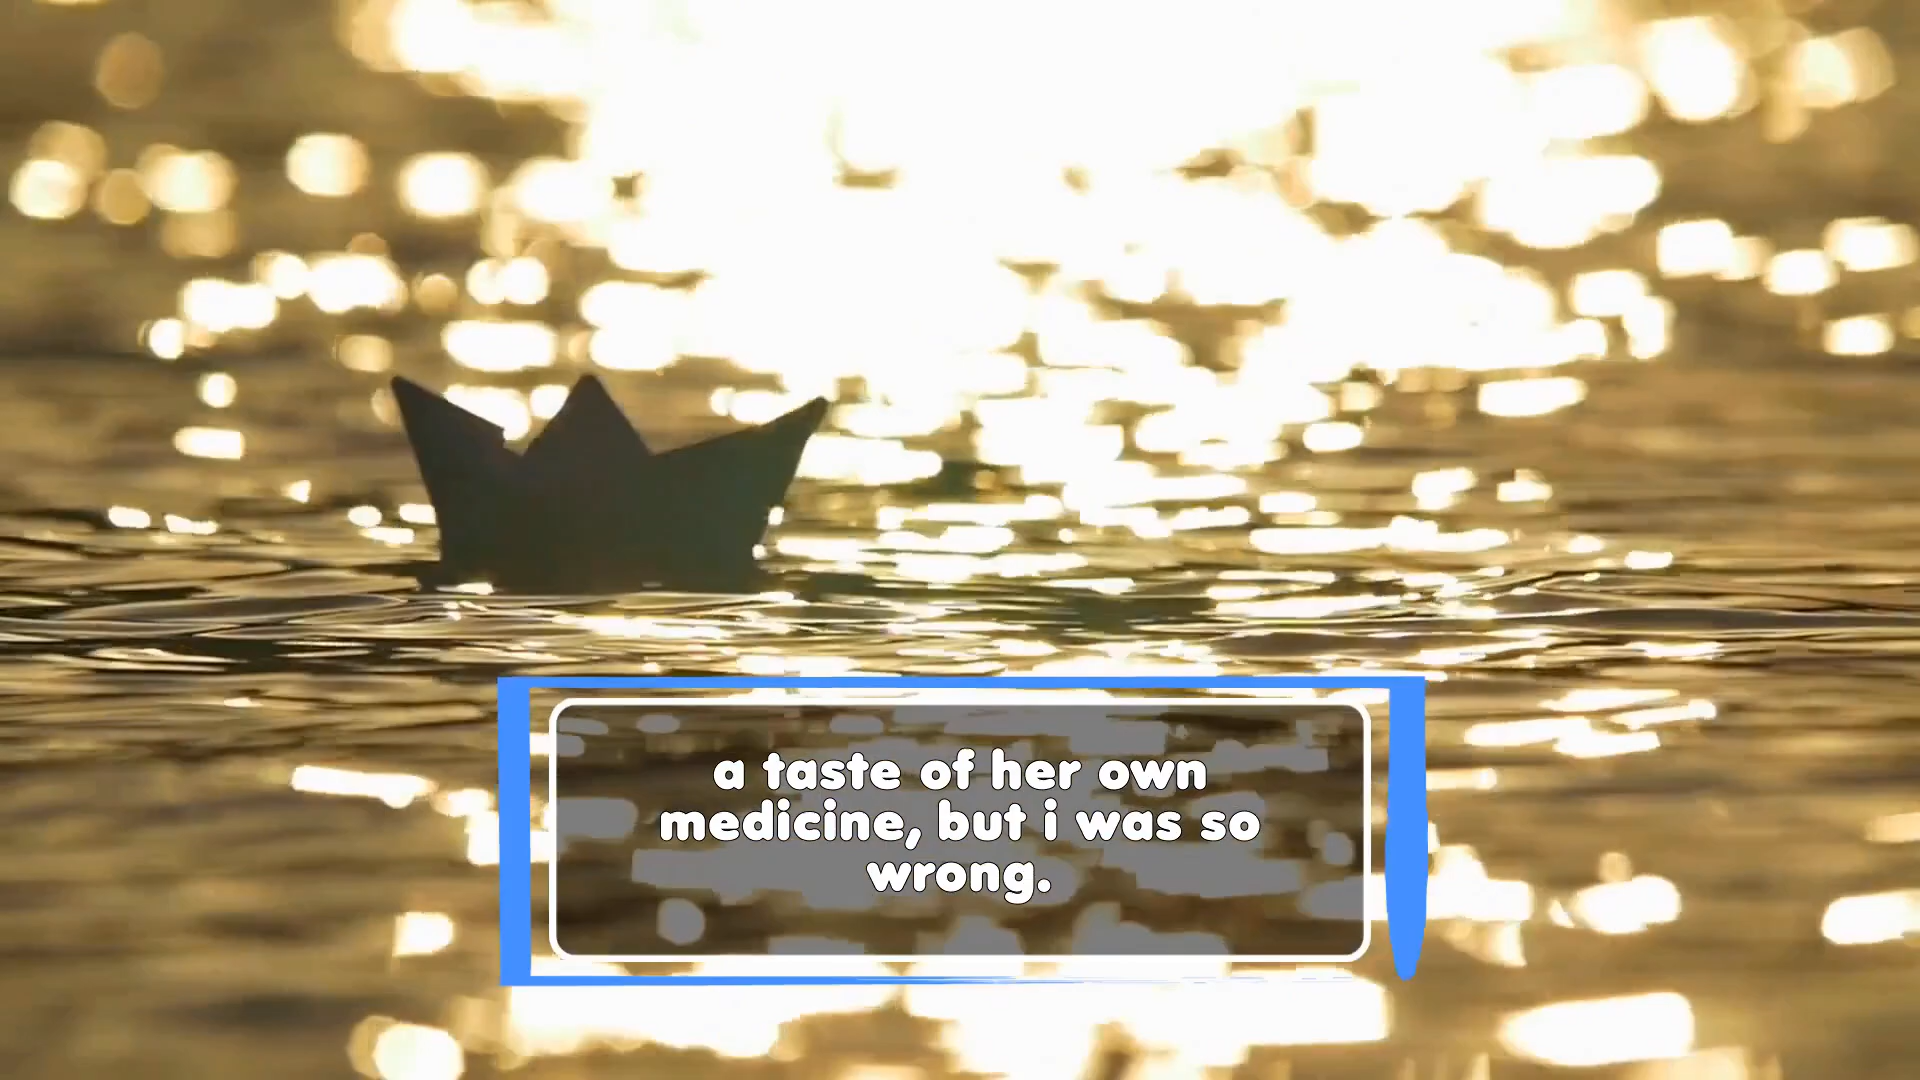 a taste of her own
medicine, but i was so
wrong.